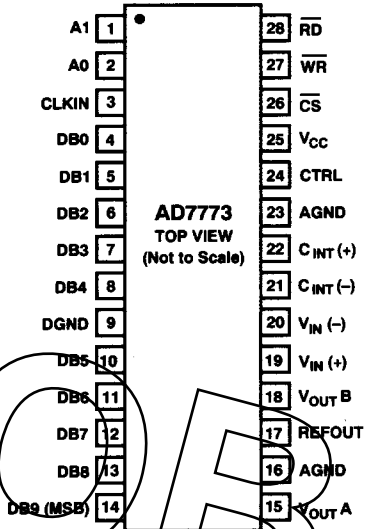 A1 1
A0 2
CLKIN 3
DB0 4
DB1 5
DB2 6
DB3 7
DB4 8
DGND 9
DB5 10
DB6 11
DB7 12
DB8 13
DB9 (MSB) 14
AD7773
TOP VIEW
(Not to Scale)
28 RD
27 WR
26 CS
25 VCC
24 CTRL
23 AGND
22 CINT (+)
21 CINT (–)
20 VIN (–)
19 VIN (+)
18 VOUT B
17 REFOUT
16 AGND
15 VOUT A